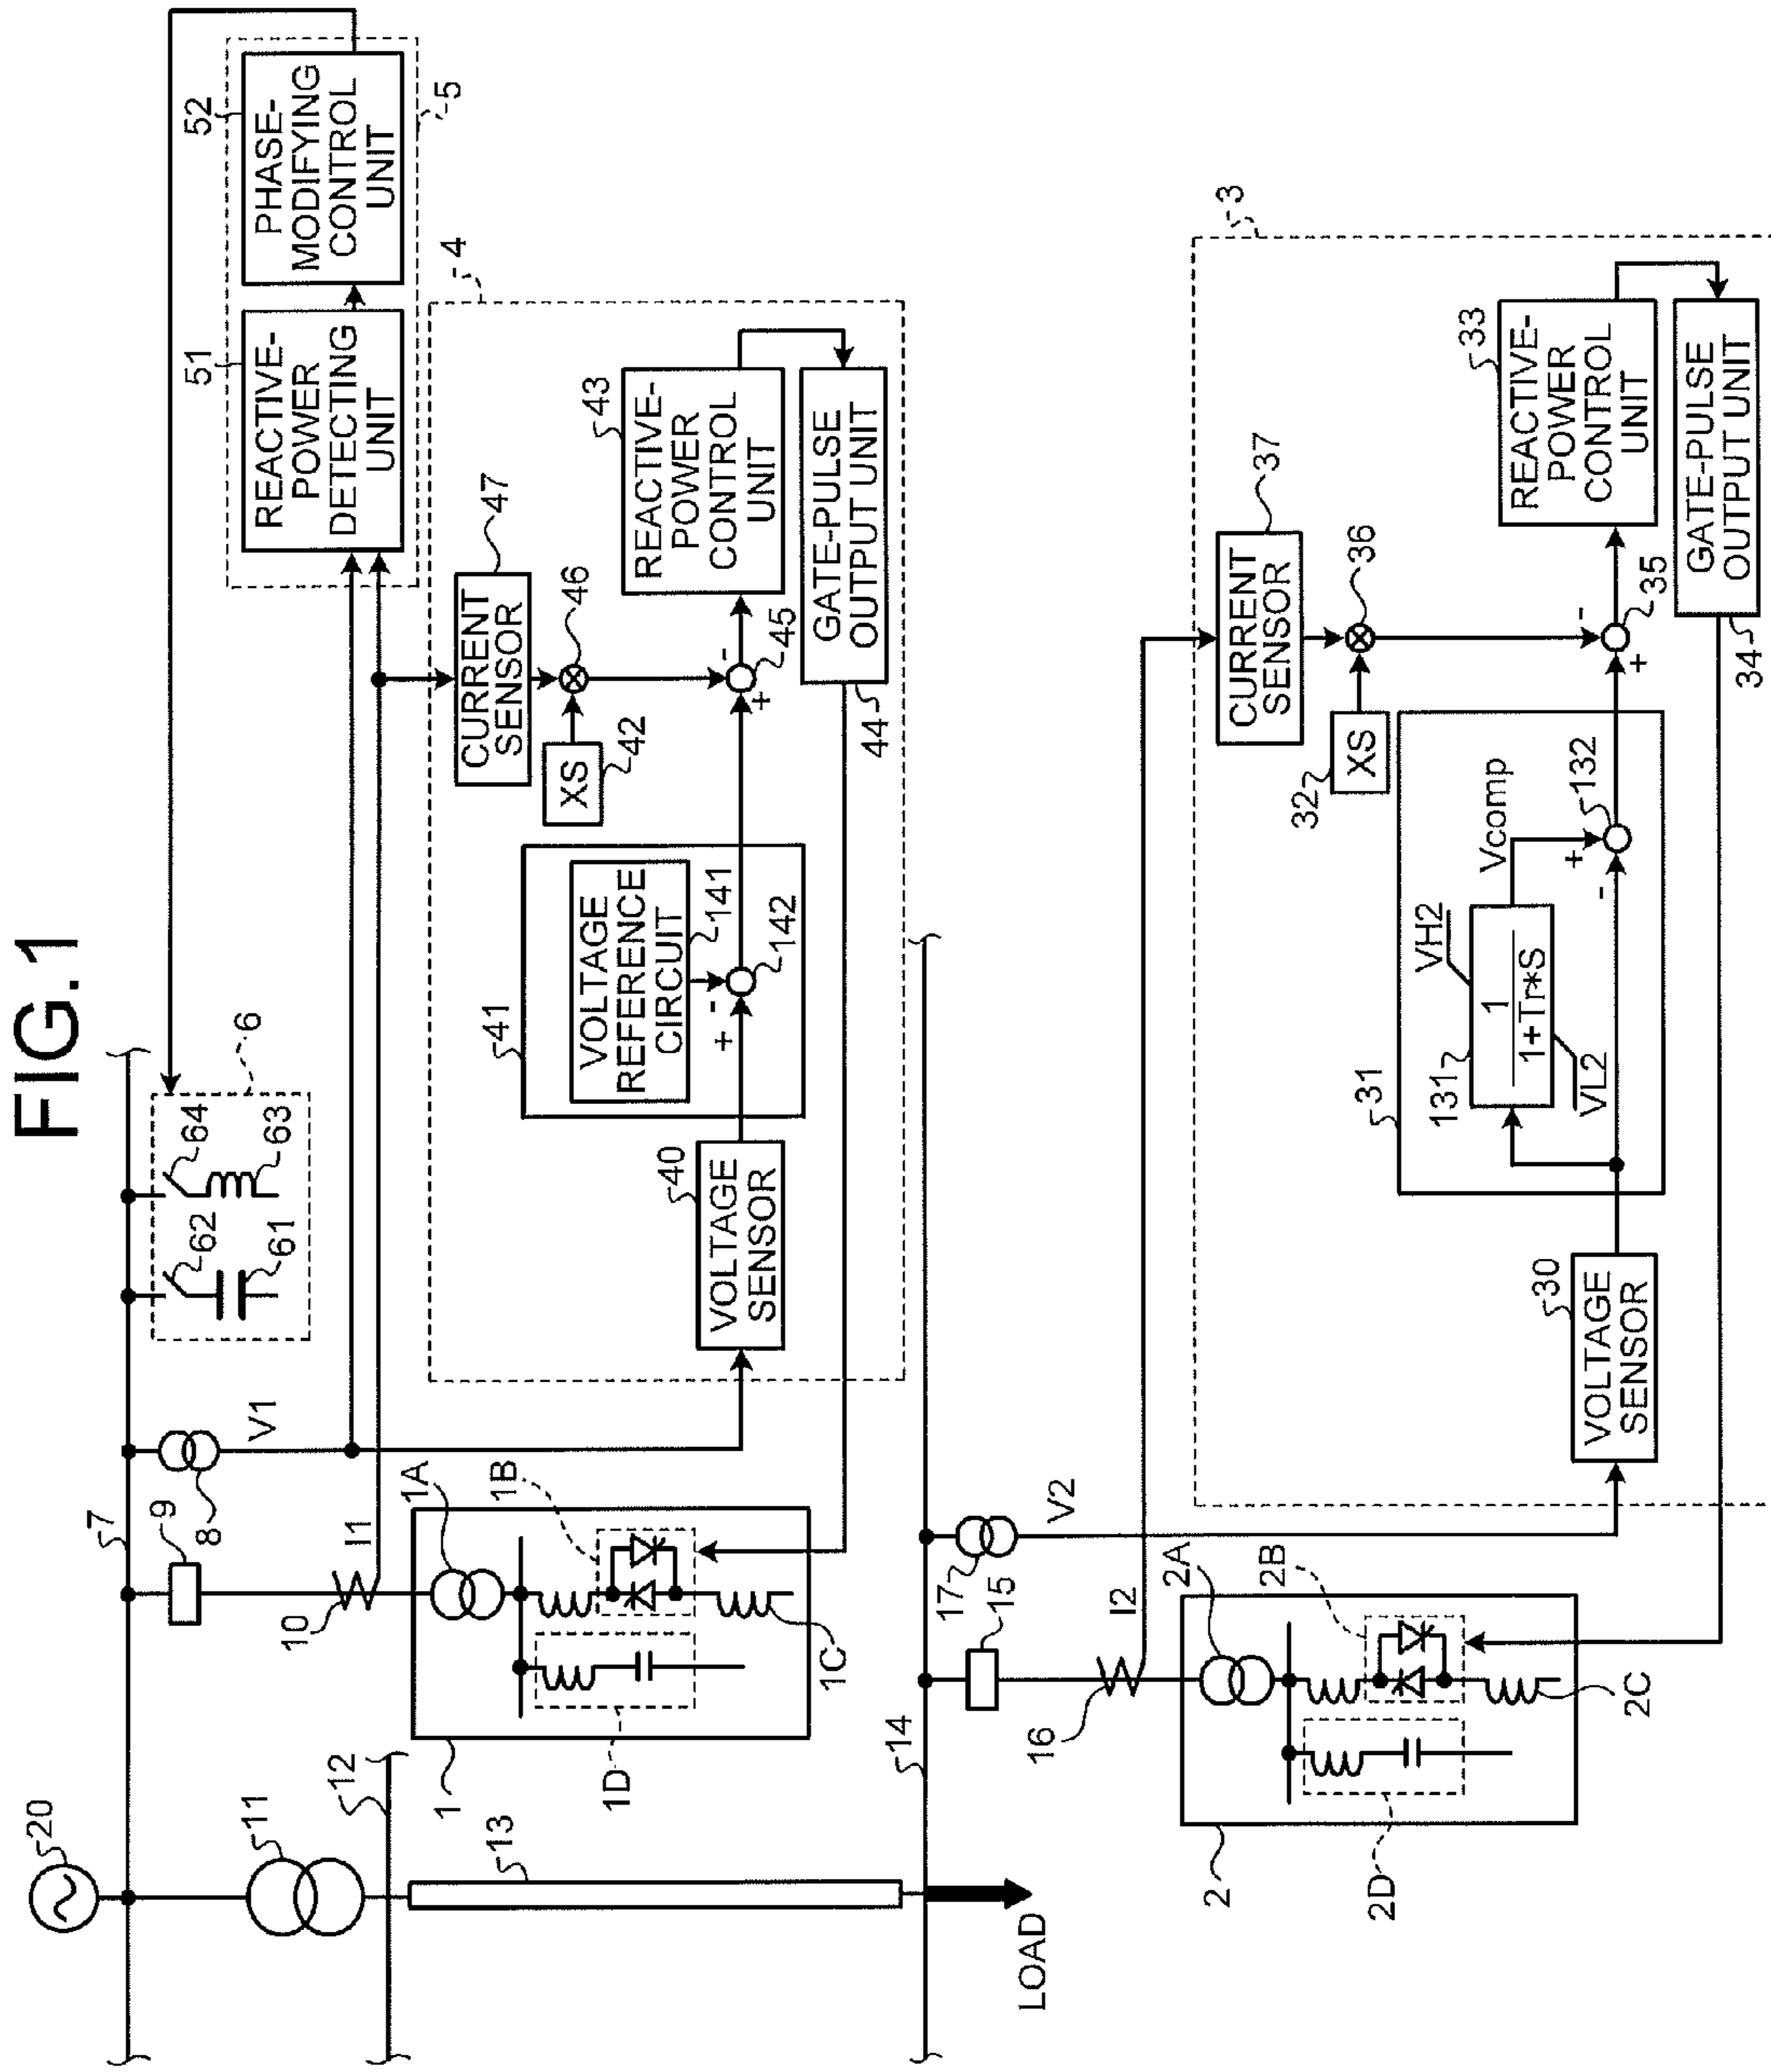 FIG.1
20
7
9
8
V1
62
61
64
63
6
11
12
10
I1
1A
1B
1C
1D
1
51
REACTIVE-
POWER
DETECTING
UNIT
52
PHASE-
MODIFYING
CONTROL
UNIT
5
4
40
VOLTAGE
SENSOR
41
VOLTAGE
REFERENCE
CIRCUIT
141
142
+
-
CURRENT
SENSOR
47
46
XS
42
45
+
-
43
REACTIVE-
POWER
CONTROL
UNIT
GATE-PULSE
OUTPUT UNIT
44
13
14
LOAD
17
V2
15
16
I2
2A
2B
2C
2D
2
3
30
VOLTAGE
SENSOR
31
131
1
1+Tr*S
VH2
VL2
Vcomp
132
+
-
CURRENT
SENSOR
37
36
XS
32
35
+
-
33
REACTIVE-
POWER
CONTROL
UNIT
GATE-PULSE
OUTPUT UNIT
34